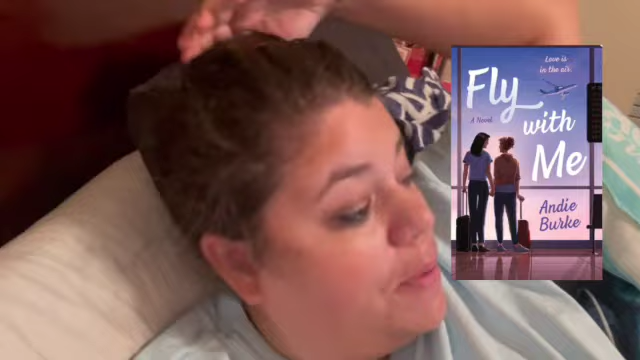 Love is
in the air.
Fly
A Novel
with
Me
Andie
Burke